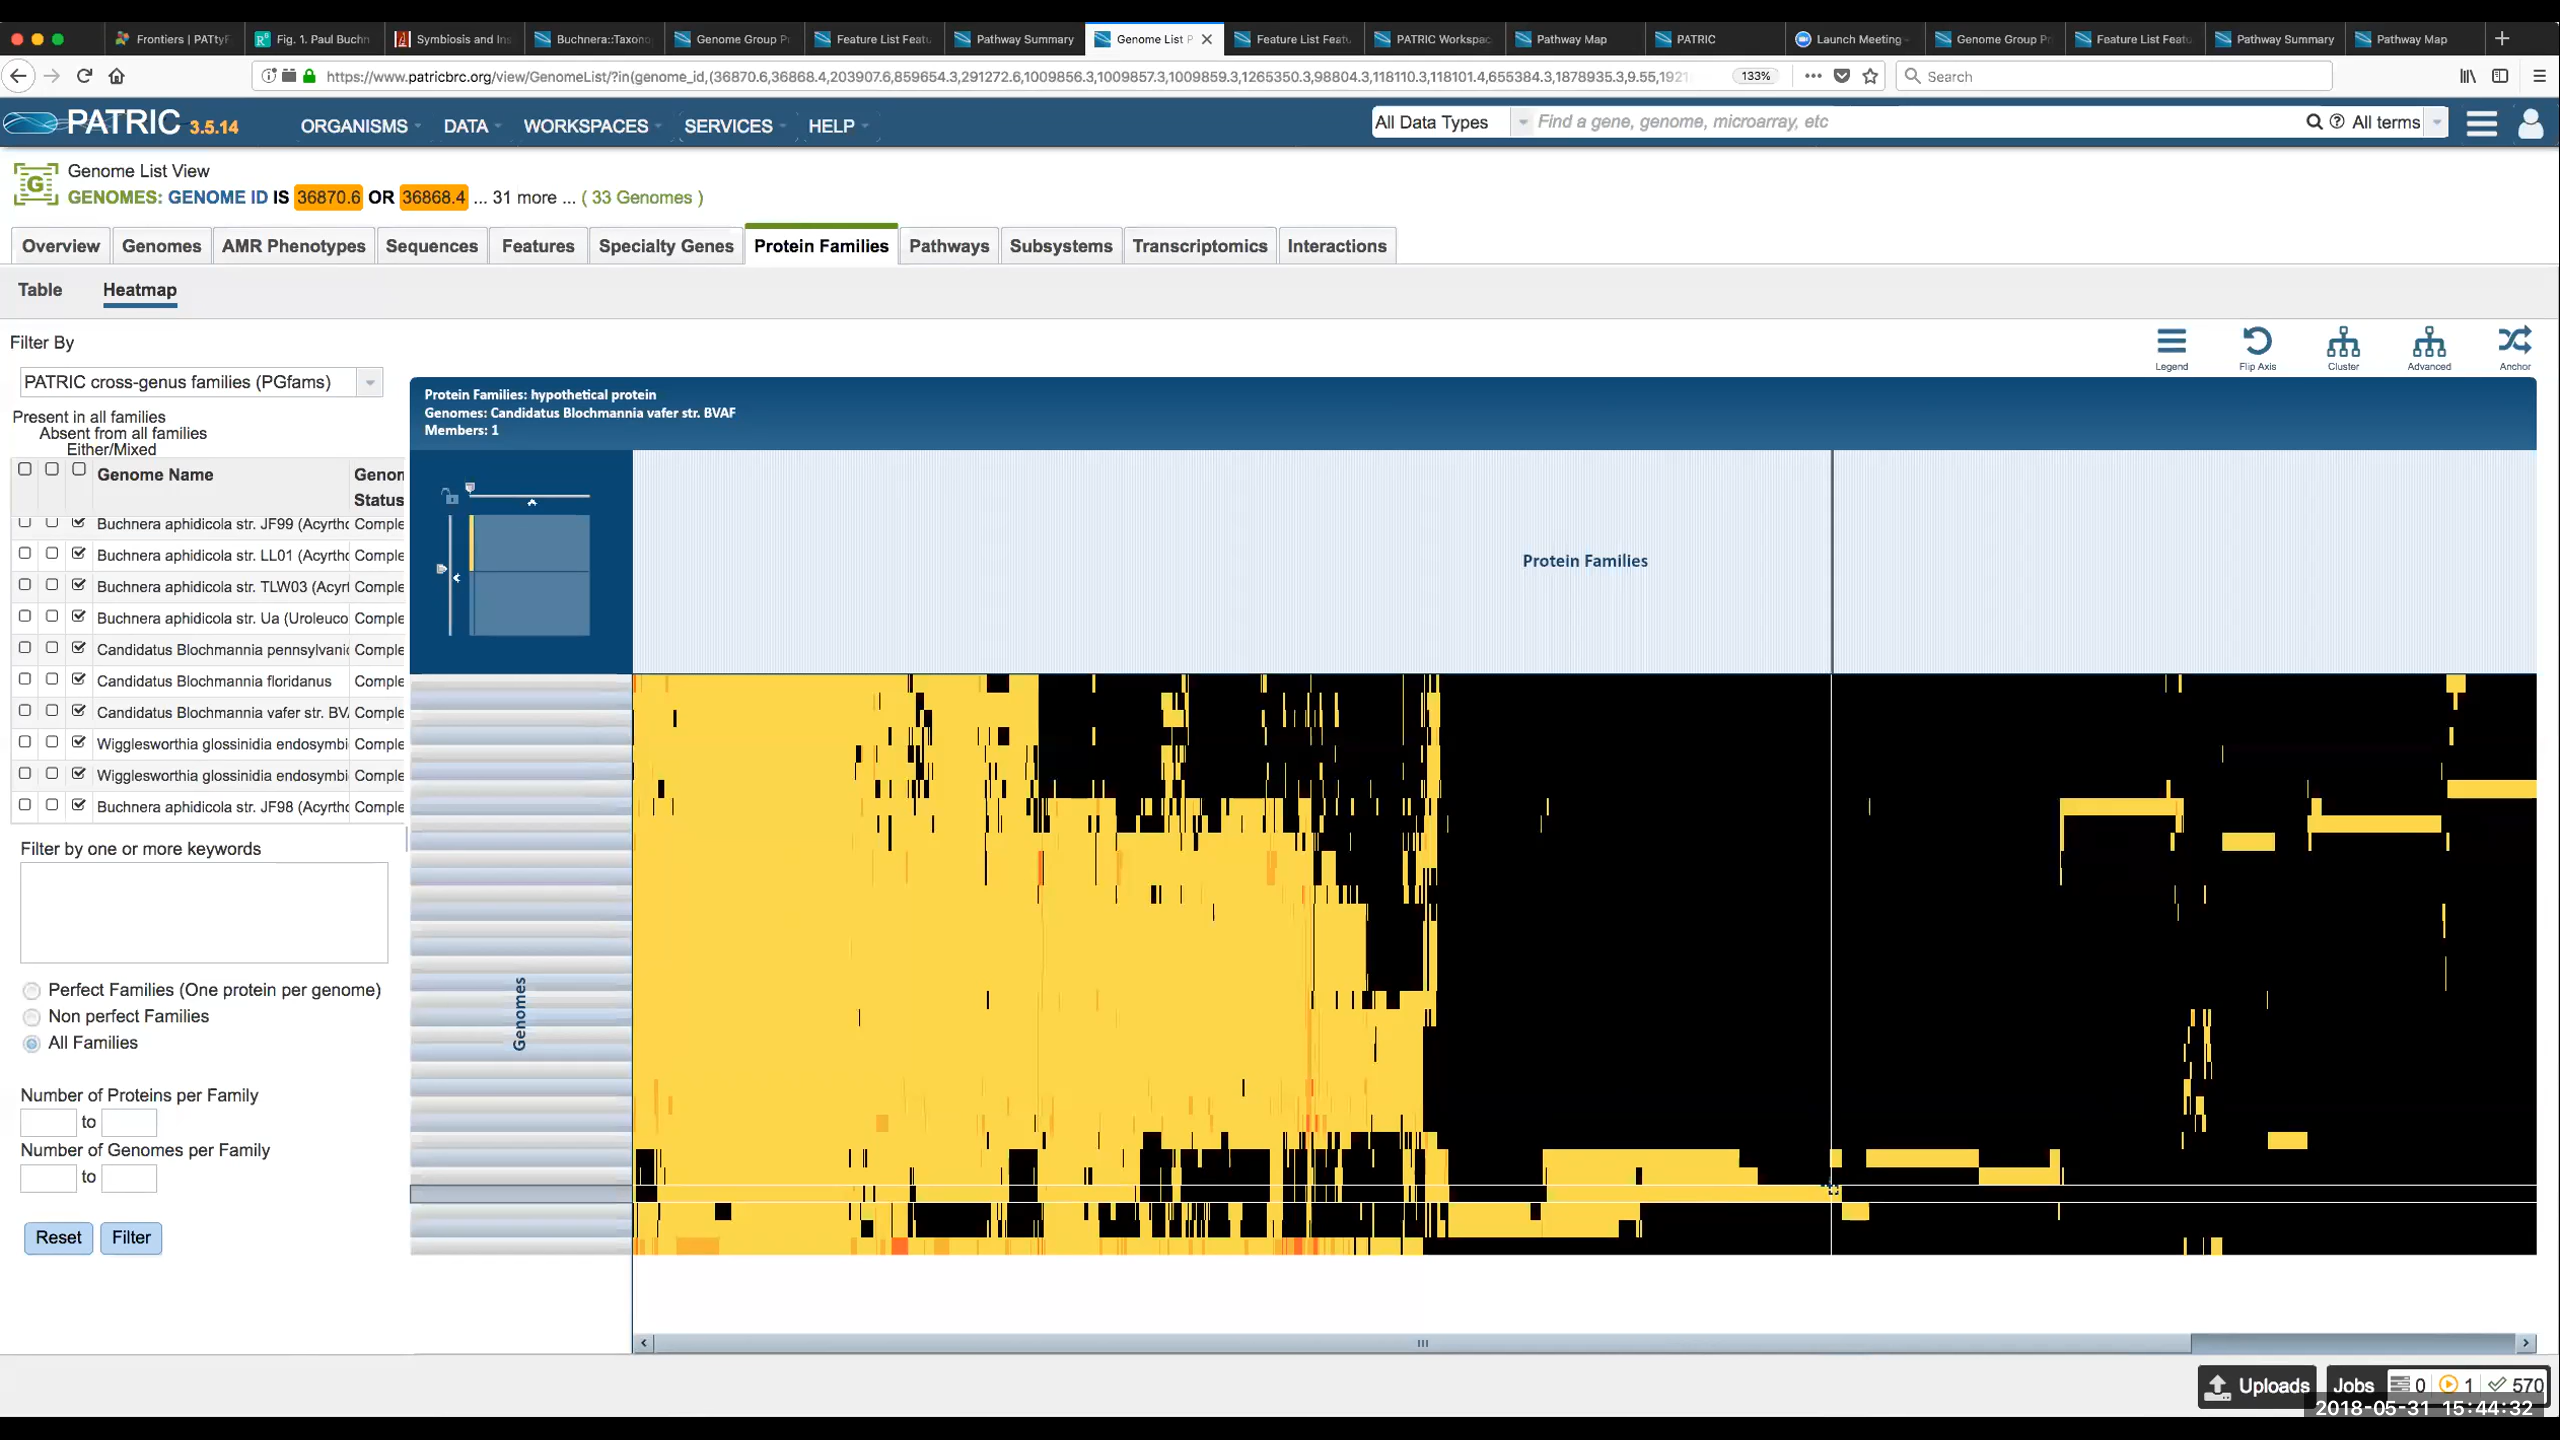 Frontiers | PATtyF
Fig. 1. Paul Buchn
Symbiosis and Ins
Buchnera::Taxono
Genome Group Pr
Feature List Featu
Pathway Summary
Genome List P
Feature List Featu
PATRIC Workspac
Pathway Map
PATRIC
Launch Meeting
Genome Group Pr
Feature List Featu
Pathway Summary
Pathway Map
https://www.patricbrc.org/view/GenomeList/?in(genome_id,(36870.6,36868.4,203907.6,859654.3,291272.6,1009856.3,1009857.3,1009859.3,1265350.3,98804.3,118110.3,118101.4,655384.3,1878935.3,9.55,1921
133%
Search
PATRIC 3.5.14
ORGANISMS
DATA
WORKSPACES
SERVICES
HELP
All Data Types
Find a gene, genome, microarray, etc
All terms
G
Genome List View
GENOMES: GENOME ID IS 36870.6 OR 36868.4 ... 31 more ... ( 33 Genomes )
Overview
Genomes
AMR Phenotypes
Sequences
Features
Specialty Genes
Protein Families
Pathways
Subsystems
Transcriptomics
Interactions
Table
Heatmap
Filter By
Legend
Flip Axis
Cluster
Advanced
Anchor
PATRIC cross-genus families (PGfams)
Present in all families
Absent from all families
Either/Mixed
Genome Name
Genom
Status
Buchnera aphidicola str. JF99 (Acyrtho Comple
Buchnera aphidicola str. LL01 (Acyrtho Comple
Buchnera aphidicola str. TLW03 (Acyrt Comple
Buchnera aphidicola str. Ua (Uroleuco Comple
Candidatus Blochmannia pennsylvanic Comple
Candidatus Blochmannia floridanus Comple
Candidatus Blochmannia vafer str. BVA Comple
Wigglesworthia glossinidia endosymbi Comple
Wigglesworthia glossinidia endosymbi Comple
Buchnera aphidicola str. JF98 (Acyrtho Comple
Filter by one or more keywords
Perfect Families (One protein per genome)
Non perfect Families
All Families
Number of Proteins per Family
to
Number of Genomes per Family
to
Reset
Filter
Protein Families: hypothetical protein
Genomes: Candidatus Blochmannia vafer str. BVAF
Members: 1
Protein Families
Genomes
Uploads
Jobs 0 1 570
2018-05-31 15:44:32